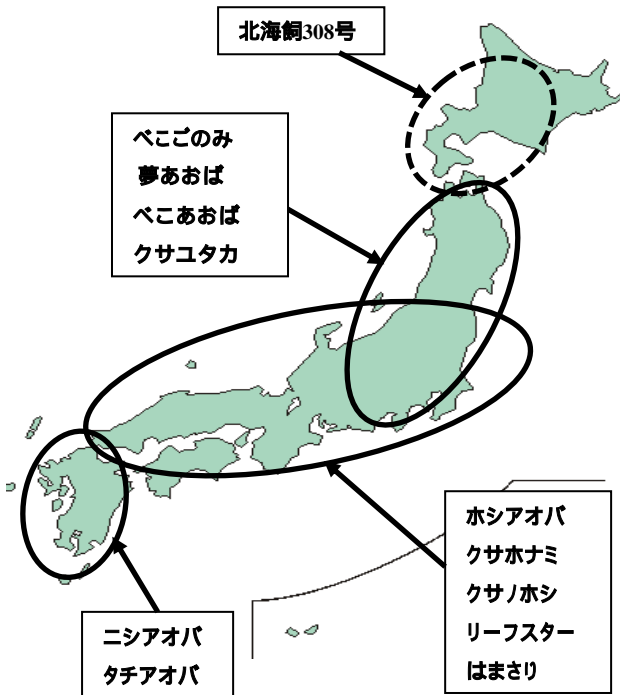 北海飼308号
べこごのみ
夢あおば
べこあおば
クサユタカ
ホシアオバ
クサホナミ
クサノホシ
リーフスター
はまさり
ニシアオバ
タチアオバ